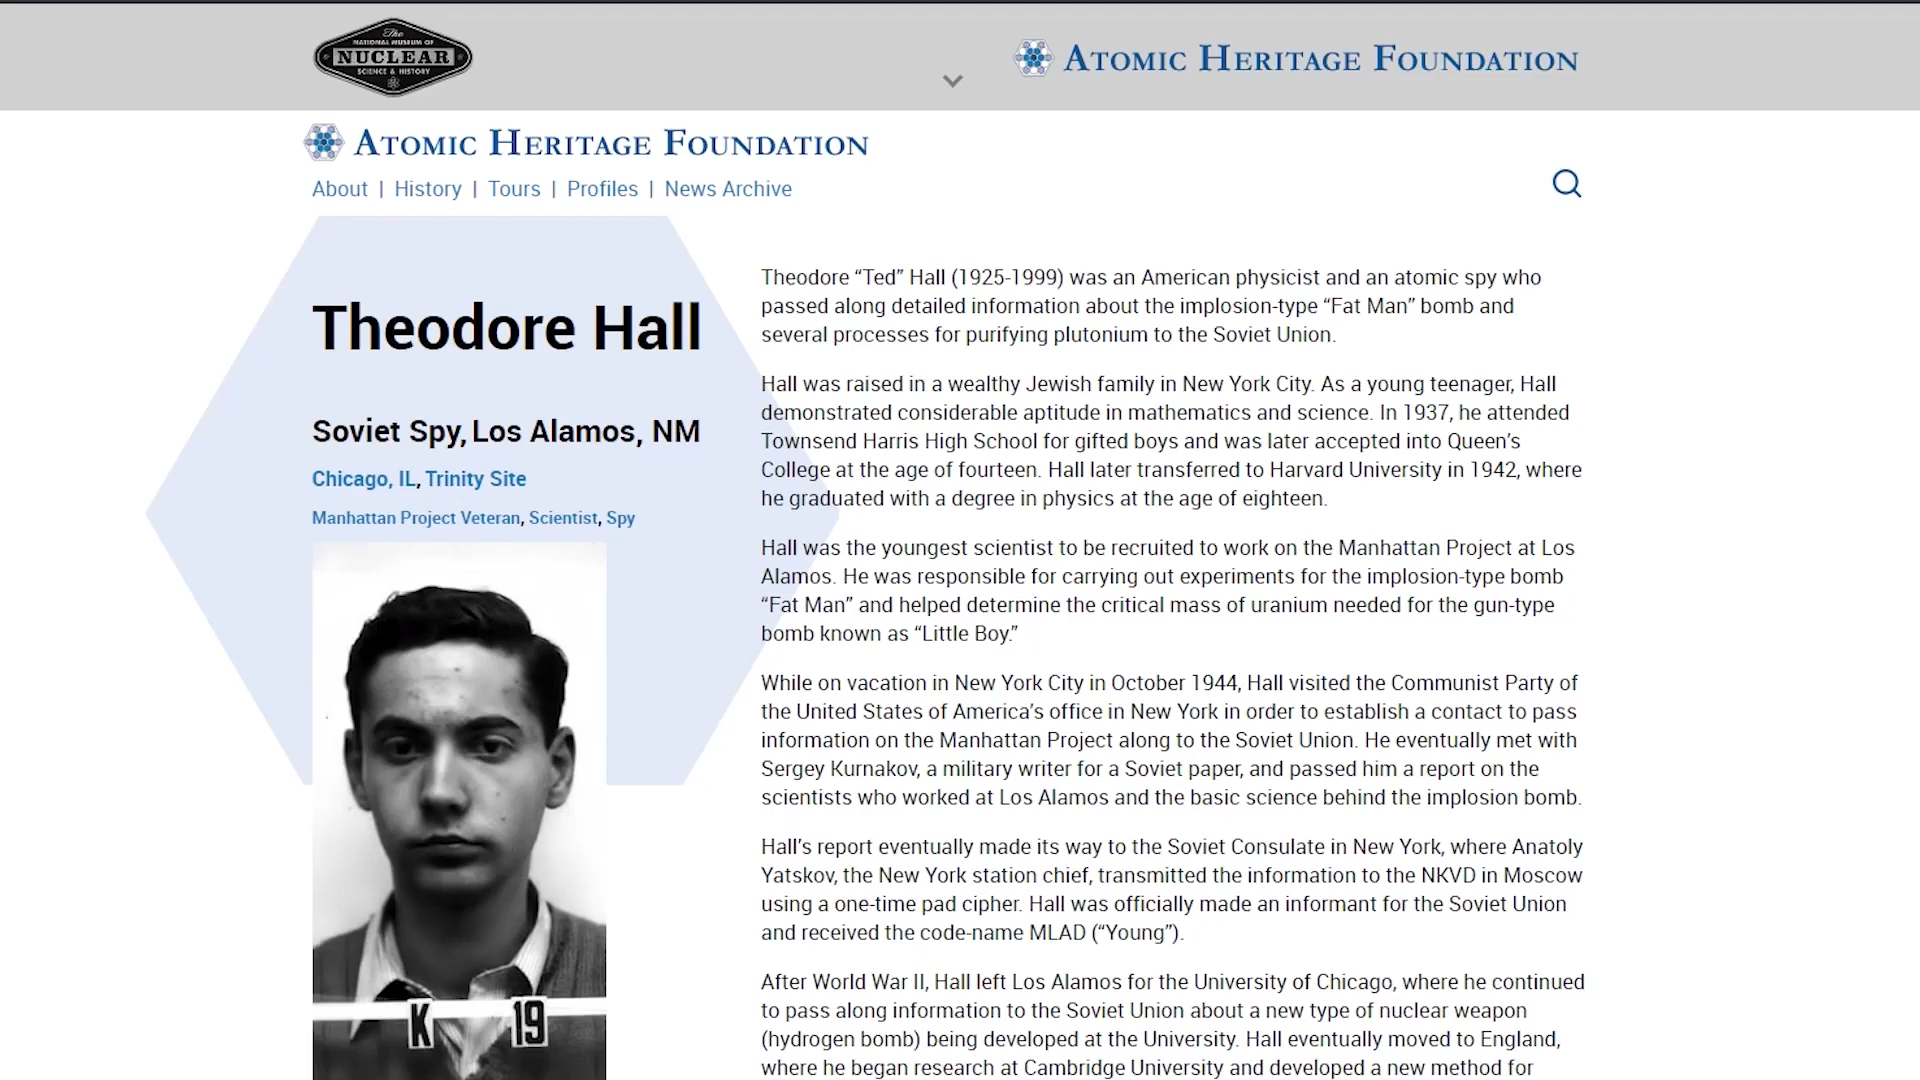 The
NATIONAL MUSEUM OF
NUCLEAR
SCIENCE & HISTORY
ATOMIC HERITAGE FOUNDATION
ATOMIC HERITAGE FOUNDATION
About | History | Tours | Profiles | News Archive
Theodore Hall
Soviet Spy, Los Alamos, NM
Chicago, IL, Trinity Site
Manhattan Project Veteran, Scientist, Spy
K 19
Theodore “Ted” Hall (1925-1999) was an American physicist and an atomic spy who
passed along detailed information about the implosion-type “Fat Man” bomb and
several processes for purifying plutonium to the Soviet Union.
Hall was raised in a wealthy Jewish family in New York City. As a young teenager, Hall
demonstrated considerable aptitude in mathematics and science. In 1937, he attended
Townsend Harris High School for gifted boys and was later accepted into Queen’s
College at the age of fourteen. Hall later transferred to Harvard University in 1942, where
he graduated with a degree in physics at the age of eighteen.
Hall was the youngest scientist to be recruited to work on the Manhattan Project at Los
Alamos. He was responsible for carrying out experiments for the implosion-type bomb
“Fat Man” and helped determine the critical mass of uranium needed for the gun-type
bomb known as “Little Boy.”
While on vacation in New York City in October 1944, Hall visited the Communist Party of
the United States of America’s office in New York in order to establish a contact to pass
information on the Manhattan Project along to the Soviet Union. He eventually met with
Sergey Kurnakov, a military writer for a Soviet paper, and passed him a report on the
scientists who worked at Los Alamos and the basic science behind the implosion bomb.
Hall’s report eventually made its way to the Soviet Consulate in New York, where Anatoly
Yatskov, the New York station chief, transmitted the information to the NKVD in Moscow
using a one-time pad cipher. Hall was officially made an informant for the Soviet Union
and received the code-name MLAD (“Young”).
After World War II, Hall left Los Alamos for the University of Chicago, where he continued
to pass along information to the Soviet Union about a new type of nuclear weapon
(hydrogen bomb) being developed at the University. Hall eventually moved to England,
where he began research at Cambridge University and developed a new method for